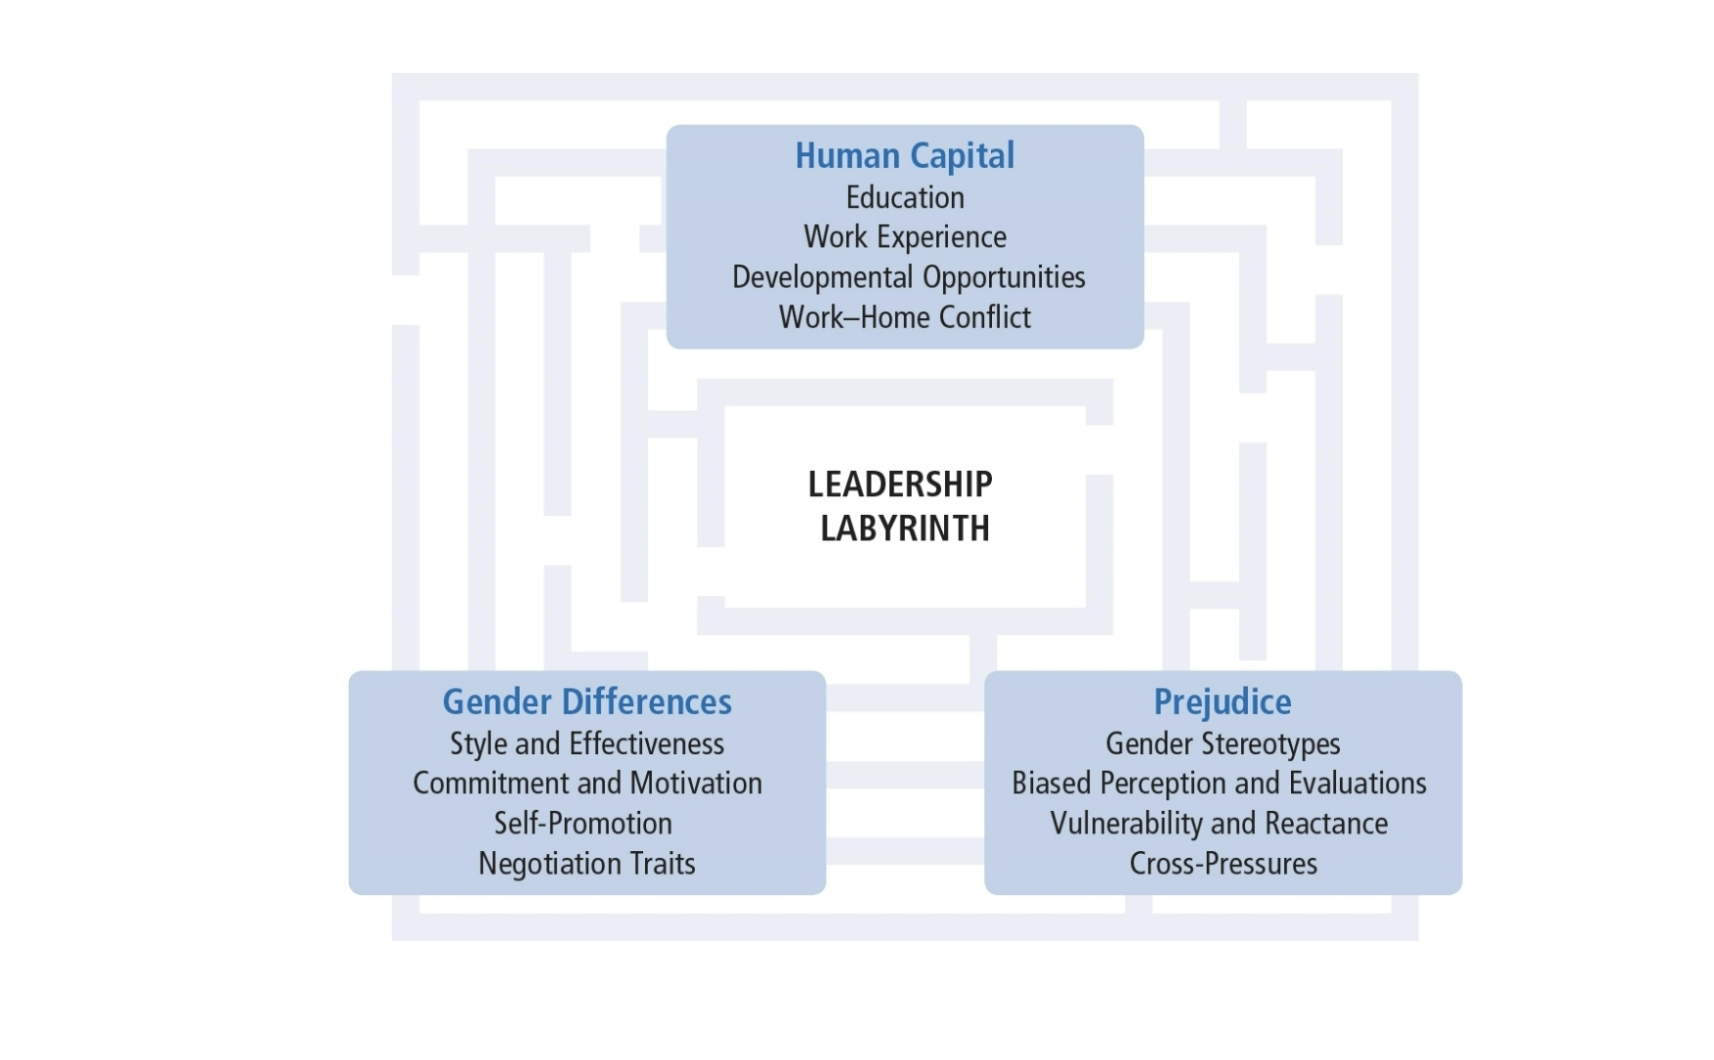 Human Capital
Education
Work Experience
Developmental Opportunities
Work–Home Conflict
LEADERSHIP
LABYRINTH
Gender Differences
Style and Effectiveness
Commitment and Motivation
Self-Promotion
Negotiation Traits
Prejudice
Gender Stereotypes
Biased Perception and Evaluations
Vulnerability and Reactance
Cross-Pressures